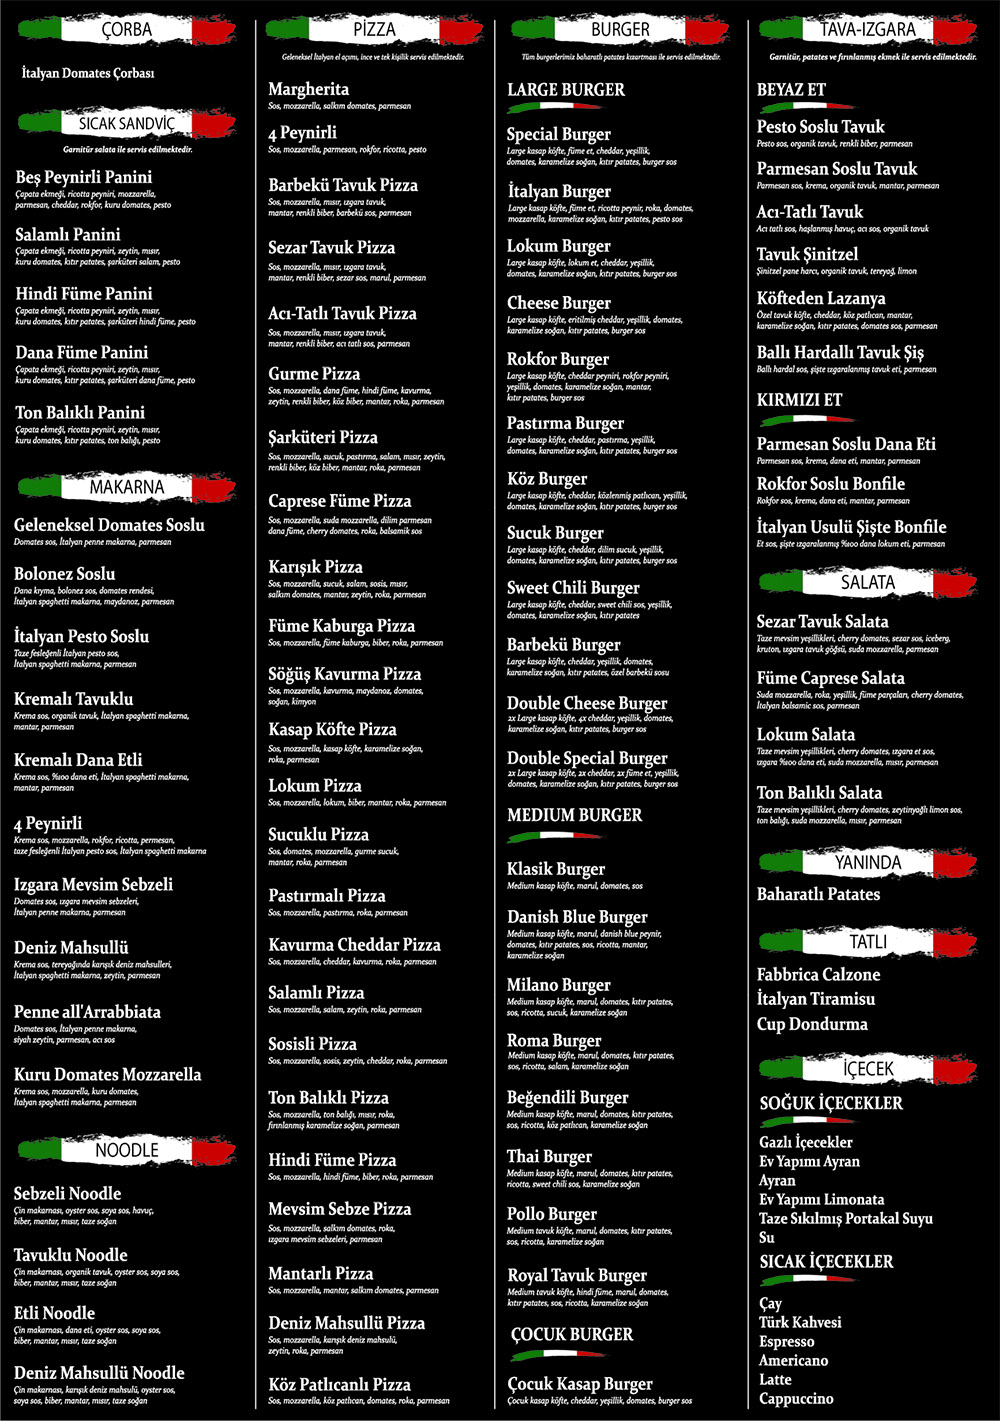 ÇORBA
İtalyan Domates Çorbası
SICAK SANDVİÇ
Garnitür salata ile servis edilmektedir.
Beş Peynirli Panini
Çapata ekmeği, ricotta peyniri, mozzarella,
parmesan, cheddar, rokfor, kuru domates, pesto
Salamlı Panini
Çapata ekmeği, ricotta peyniri, zeytin, mısır,
kuru domates, kıtır patates, şarküteri salam, pesto
Hindi Füme Panini
Çapata ekmeği, ricotta peyniri, zeytin, mısır,
kuru domates, kıtır patates, şarküteri hindi füme, pesto
Dana Füme Panini
Çapata ekmeği, ricotta peyniri, zeytin, mısır,
kuru domates, kıtır patates, şarküteri dana füme, pesto
Ton Balıklı Panini
Çapata ekmeği, ricotta peyniri, zeytin, mısır,
kuru domates, kıtır patates, ton balığı, pesto
MAKARNA
Geleneksel Domates Soslu
Domates sos, İtalyan penne makarna, parmesan
Bolonez Soslu
Dana kıyma, bolonez sos, domates rendesi,
İtalyan spaghetti makarna, maydanoz, parmesan
İtalyan Pesto Soslu
Taze fesleğenli İtalyan pesto sos,
İtalyan spaghetti makarna, parmesan
Kremalı Tavuklu
Krema sos, organik tavuk, İtalyan spaghetti makarna,
mantar, parmesan
Kremalı Dana Etli
Krema sos, %100 dana eti, İtalyan spaghetti makarna,
mantar, parmesan
4 Peynirli
Krema sos, mozzarella, rokfor, ricotta, permesan,
taze fesleğenli İtalyan pesto sos, İtalyan spaghetti makarna
Izgara Mevsim Sebzeli
Domates sos, ızgara mevsim sebzeleri,
İtalyan penne makarna, parmesan
Deniz Mahsullü
Krema sos, tereyağında karışık deniz mahsulleri,
İtalyan spaghetti makarna, zeytin, parmesan
Penne all'Arrabbiata
Domates sos, İtalyan penne makarna,
siyah zeytin, parmesan, acı sos
Kuru Domates Mozzarella
Krema sos, mozzarella, kuru domates,
İtalyan spaghetti makarna, parmesan
NOODLE
Sebzeli Noodle
Çin makarnası, oyster sos, soya sos, havuç,
biber, mantar, mısır, taze soğan
Tavuklu Noodle
Çin makarnası, organik tavuk, oyster sos, soya sos,
biber, mantar, mısır, taze soğan
Etli Noodle
Çin makarnası, dana eti, oyster sos, soya sos,
biber, mantar, mısır, taze soğan
Deniz Mahsullü Noodle
Çin makarnası, karışık deniz mahsulü, oyster sos,
soya sos, biber, mantar, mısır, taze soğan
PİZZA
Geleneksel İtalyan el açımı, ince ve tek kişilik servis edilmektedir.
Margherita
Sos, mozzarella, salkım domates, parmesan
4 Peynirli
Sos, mozzarella, parmesan, rokfor, ricotta, pesto
Barbekü Tavuk Pizza
Sos, mozzarella, mısır, ızgara tavuk,
mantar, renkli biber, barbekü sos, parmesan
Sezar Tavuk Pizza
Sos, mozzarella, mısır, ızgara tavuk,
mantar, renkli biber, sezar sos, marul, parmesan
Acı-Tatlı Tavuk Pizza
Sos, mozzarella, mısır, ızgara tavuk,
mantar, renkli biber, acı tatlı sos, parmesan
Gurme Pizza
Sos, mozzarella, dana füme, hindi füme, kavurma,
zeytin, renkli biber, köz biber, mantar, roka, parmesan
Şarküteri Pizza
Sos, mozzarella, sucuk, pastırma, salam, mısır, zeytin,
renkli biber, köz biber, mantar, roka, parmesan
Caprese Füme Pizza
Sos, mozzarella, suda mozzarella, dilim parmesan
dana füme, cherry domates, roka, balsamik sos
Karışık Pizza
Sos, mozzarella, sucuk, salam, sosis, mısır,
salkım domates, mantar, zeytin, roka, parmesan
Füme Kaburga Pizza
Sos, mozzarella, füme kaburga, biber, roka, parmesan
Söğüş Kavurma Pizza
Sos, mozzarella, kavurma, maydanoz, domates,
soğan, kimyon
Kasap Köfte Pizza
Sos, mozzarella, kasap köfte, karamelize soğan,
roka, parmesan
Lokum Pizza
Sos, mozzarella, lokum, biber, mantar, roka, parmesan
Sucuklu Pizza
Sos, domates, mozzarella, gurme sucuk,
mantar, roka, parmesan
Pastırmalı Pizza
Sos, mozzarella, pastırma, roka, parmesan
Kavurma Cheddar Pizza
Sos, mozzarella, cheddar, kavurma, roka, parmesan
Salamlı Pizza
Sos, mozzarella, salam, zeytin, roka, parmesan
Sosisli Pizza
Sos, mozzarella, sosis, zeytin, cheddar, roka, parmesan
Ton Balıklı Pizza
Sos, mozzarella, ton balığı, mısır, roka,
fırınlanmış karamelize soğan, parmesan
Hindi Füme Pizza
Sos, mozzarella, hindi füme, biber, roka, parmesan
Mevsim Sebze Pizza
Sos, mozzarella, salkım domates, roka,
ızgara mevsim sebzeleri, parmesan
Mantarlı Pizza
Sos, mozzarella, mantar, salkım domates, parmesan
Deniz Mahsullü Pizza
Sos, mozzarella, karışık deniz mahsulü,
zeytin, roka, parmesan
Köz Patlıcanlı Pizza
Sos, mozzarella, köz patlıcan, domates, roka, parmesan
BURGER
Tüm burgerlerimiz baharatlı patates kızartması ile servis edilmektedir.
LARGE BURGER
Special Burger
Large kasap köfte, füme et, cheddar, yeşillik,
domates, karamelize soğan, kıtır patates, burger sos
İtalyan Burger
Large kasap köfte, füme et, ricotta peynir, roka, domates,
mozzarella, karamelize soğan, kıtır patates, pesto sos
Lokum Burger
Large kasap köfte, lokum et, cheddar, yeşillik,
domates, karamelize soğan, kıtır patates, burger sos
Cheese Burger
Large kasap köfte, eritilmiş cheddar, yeşillik, domates,
karamelize soğan, kıtır patates, burger sos
Rokfor Burger
Large kasap köfte, cheddar peyniri, rokfor peyniri,
yeşillik, domates, karamelize soğan, mantar,
kıtır patates, burger sos
Pastırma Burger
Large kasap köfte, cheddar, pastırma, yeşillik,
domates, karamelize soğan, kıtır patates, burger sos
Köz Burger
Large kasap köfte, cheddar, közlenmiş patlıcan, yeşillik,
domates, karamelize soğan, kıtır patates, burger sos
Sucuk Burger
Large kasap köfte, cheddar, dilim sucuk, yeşillik,
domates, karamelize soğan, kıtır patates, burger sos
Sweet Chili Burger
Large kasap köfte, cheddar, sweet chili sos, yeşillik,
domates, karamelize soğan, kıtır patates
Barbekü Burger
Large kasap köfte, cheddar, yeşillik, domates,
karamelize soğan, kıtır patates, özel barbekü sosu
Double Cheese Burger
2x Large kasap köfte, 4x cheddar, yeşillik, domates,
karamelize soğan, kıtır patates, burger sos
Double Special Burger
2x Large kasap köfte, 2x cheddar, 2x füme et, yeşillik,
domates, karamelize soğan, kıtır patates, burger sos
MEDIUM BURGER
Klasik Burger
Medium kasap köfte, marul, domates, sos
Danish Blue Burger
Medium kasap köfte, marul, danish blue peynir,
domates, kıtır patates, sos, ricotta, mantar,
karamelize soğan
Milano Burger
Medium kasap köfte, marul, domates, kıtır patates,
sos, ricotta, sucuk, karamelize soğan
Roma Burger
Medium kasap köfte, marul, domates, kıtır patates,
sos, ricotta, salam, karamelize soğan
Beğendili Burger
Medium kasap köfte, marul, domates, kıtır patates,
sos, ricotta, köz patlıcan, karamelize soğan
Thai Burger
Medium kasap köfte, marul, domates, kıtır patates,
ricotta, sweet chili sos, karamelize soğan
Pollo Burger
Medium tavuk köfte, marul, domates, kıtır patates,
sos, ricotta, karamelize soğan
Royal Tavuk Burger
Medium tavuk köfte, hindi füme, marul, domates,
kıtır patates, sos, ricotta, karamelize soğan
ÇOCUK BURGER
Çocuk Kasap Burger
Çocuk kasap köfte, cheddar, yeşillik, domates, burger sos
TAVA-IZGARA
Garnitür, patates ve fırınlanmış ekmek ile servis edilmektedir.
BEYAZ ET
Pesto Soslu Tavuk
Pesto sos, organik tavuk, renkli biber, parmesan
Parmesan Soslu Tavuk
Parmesan sos, krema, organik tavuk, mantar, parmesan
Acı-Tatlı Tavuk
Acı tatlı sos, haşlanmış havuç, acı sos, organik tavuk
Tavuk Şinitzel
Şinitzel pane harcı, organik tavuk, tereyağ, limon
Köfteden Lazanya
Özel tavuk köfte, cheddar, köz patlıcan, mantar,
karamelize soğan, kıtır patates, domates sos, parmesan
Ballı Hardallı Tavuk Şiş
Ballı hardal sos, şişte ızgaralanmış tavuk eti, parmesan
KIRMIZI ET
Parmesan Soslu Dana Eti
Parmesan sos, krema, dana eti, mantar, parmesan
Rokfor Soslu Bonfile
Rokfor sos, krema, dana eti, mantar, parmesan
İtalyan Usulü Şişte Bonfile
Et sos, şişte ızgaralanmış %100 dana lokum eti, parmesan
SALATA
Sezar Tavuk Salata
Taze mevsim yeşillikleri, cherry domates, sezar sos, iceberg,
kruton, ızgara tavuk göğsü, suda mozzarella, parmesan
Füme Caprese Salata
Suda mozzarella, roka, yeşillik, füme parçaları, cherry domates,
İtalyan balsamic sos, parmesan
Lokum Salata
Taze mevsim yeşillikleri, cherry domates, ızgara et sos,
ızgara %100 dana eti, suda mozzarella, mısır, parmesan
Ton Balıklı Salata
Taze mevsim yeşillikleri, cherry domates, zeytinyağlı limon sos,
ton balığı, suda mozzarella, mısır, parmesan
YANINDA
Baharatlı Patates
TATLI
Fabbrica Calzone
İtalyan Tiramisu
Cup Dondurma
İÇECEK
SOĞUK İÇECEKLER
Gazlı İçecekler
Ev Yapımı Ayran
Ayran
Ev Yapımı Limonata
Taze Sıkılmış Portakal Suyu
Su
SICAK İÇECEKLER
Çay
Türk Kahvesi
Espresso
Americano
Latte
Cappuccino